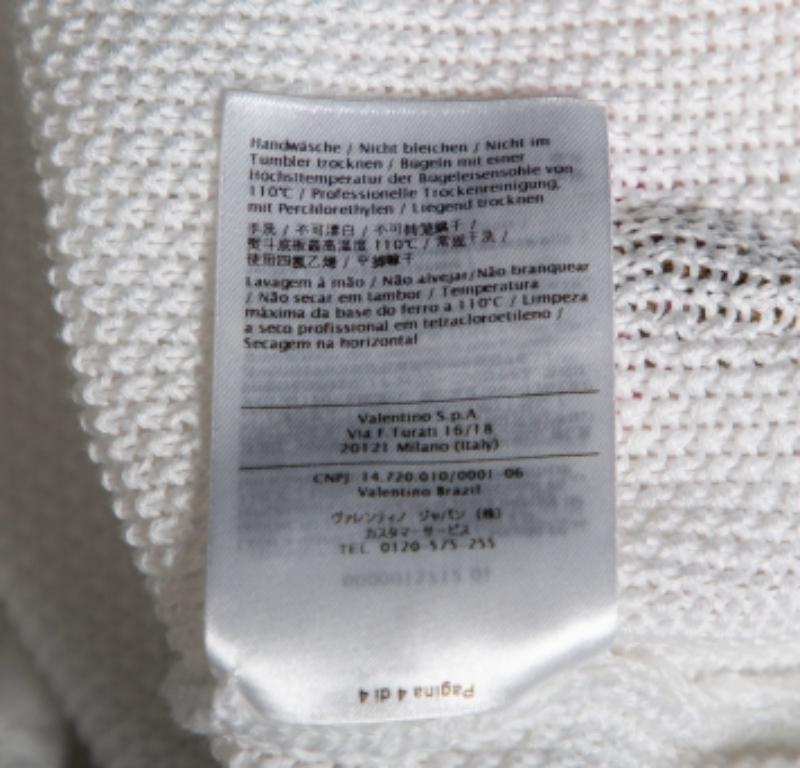 Handwäsche / Nicht bleichen / Nicht im
Tumbler trocknen / Bügeln mit einer
Höchsttemperatur der Bügeleisensohle von
110°C / Professionelle Trockenreinigung,
mit Perchlorethylen / Liegend trocknen
手洗 / 不可漂白 / 不可转笼翻干 /
熨斗底板最高温度 110°C / 常规干洗 /
使用四氯乙烯 / 平摊晾干
Lavagem à mão / Não alvejar/Não branquear
/ Não secar em tambor / Temperatura
máxima da base do ferro a 110°C / Limpeza
a seco profissional em tetracloroetileno /
Secagem na horizontal
Valentino S.p.A
Via F.Turati 16/18
20121 Milano (Italy)
CNPJ: 14.720.010/0001-06
Valentino Brazil
ヴァレンティノ ジャパン (株)
カスタマーサービス
TEL. 0120-575-255
Pagina 4 di 4